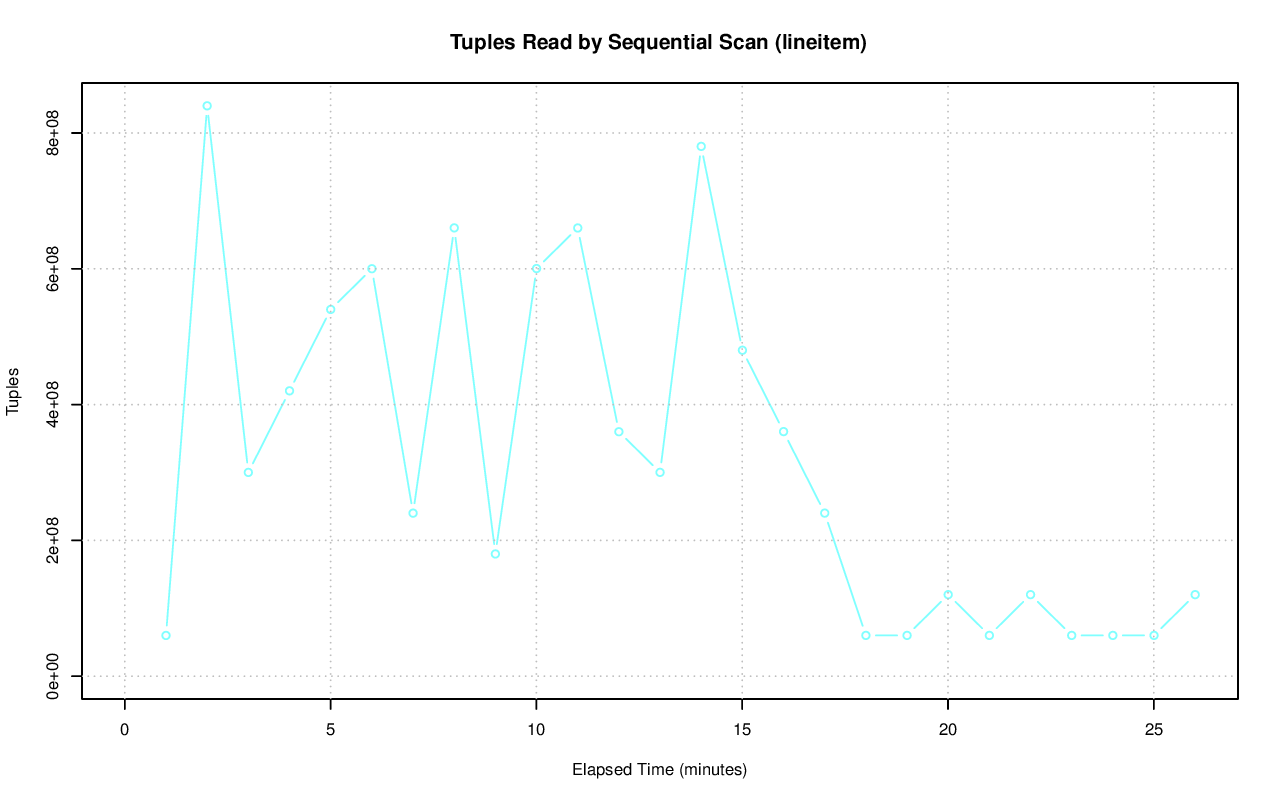 Tuples Read by Sequential Scan (lineitem)
Tuples
8e+08
6e+08
4e+08
2e+08
0e+00
0 5 10 15 20 25
Elapsed Time (minutes)